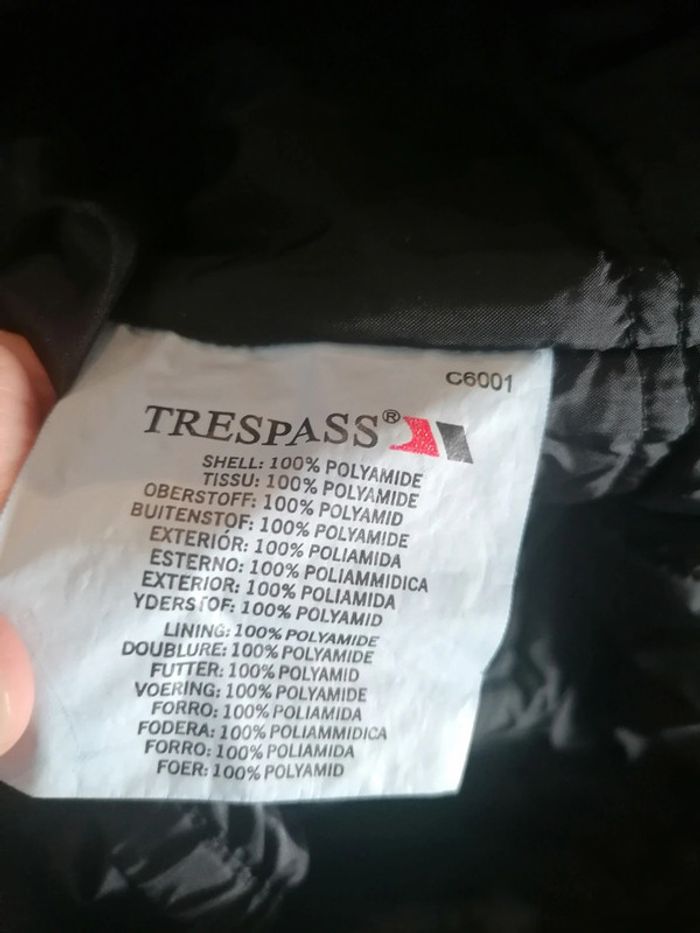 C6001
TRESPASS®
SHELL: 100% POLYAMIDE
TISSU: 100% POLYAMIDE
OBERSTOFF: 100% POLYAMID
BUITENSTOF: 100% POLYAMIDE
EXTERIÓR: 100% POLIAMIDA
ESTERNO: 100% POLIAMMIDICA
EXTERIOR: 100% POLIAMIDA
YDERSTOF: 100% POLYAMID
LINING: 100% POLYAMIDE
DOUBLURE: 100% POLYAMIDE
FUTTER: 100% POLYAMID
VOERING: 100% POLYAMIDE
FORRO: 100% POLIAMIDA
FODERA: 100% POLIAMMIDICA
FORRO: 100% POLIAMIDA
FOER: 100% POLYAMID